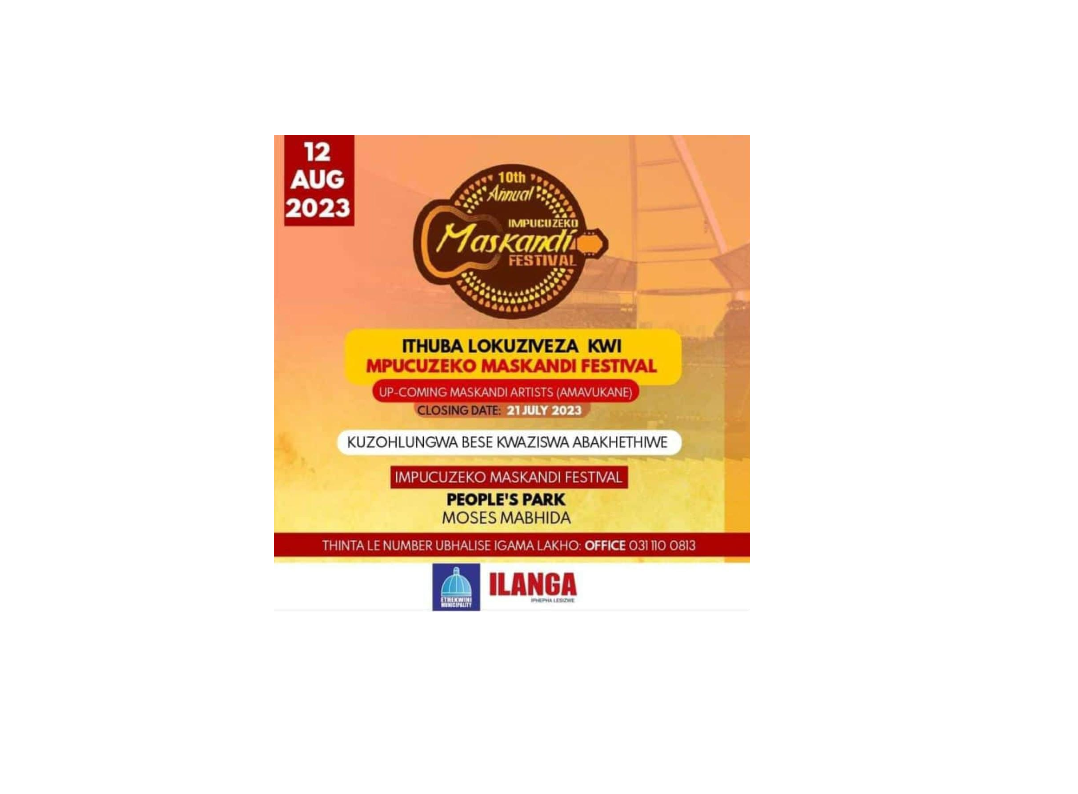 12
AUG
2023
10th
Annual
IMPUCUZEKO
Maskandi
FESTIVAL
ITHUBA LOKUZIVEZA KWI
MPUCUZEKO MASKANDI FESTIVAL
UP-COMING MASKANDI ARTISTS (AMAVUKANE)
CLOSING DATE: 21 JULY 2023
KUZOHLUNGWA BESE KWAZISWA ABAKHETHIWE
IMPUCUZEKO MASKANDI FESTIVAL
PEOPLE'S PARK
MOSES MABHIDA
THINTA LE NUMBER UBHALISE IGAMA LAKHO: OFFICE 031 110 0813
ETHEKWINI
MUNICIPALITY
ILANGA
IPHEPHA LESIZWE